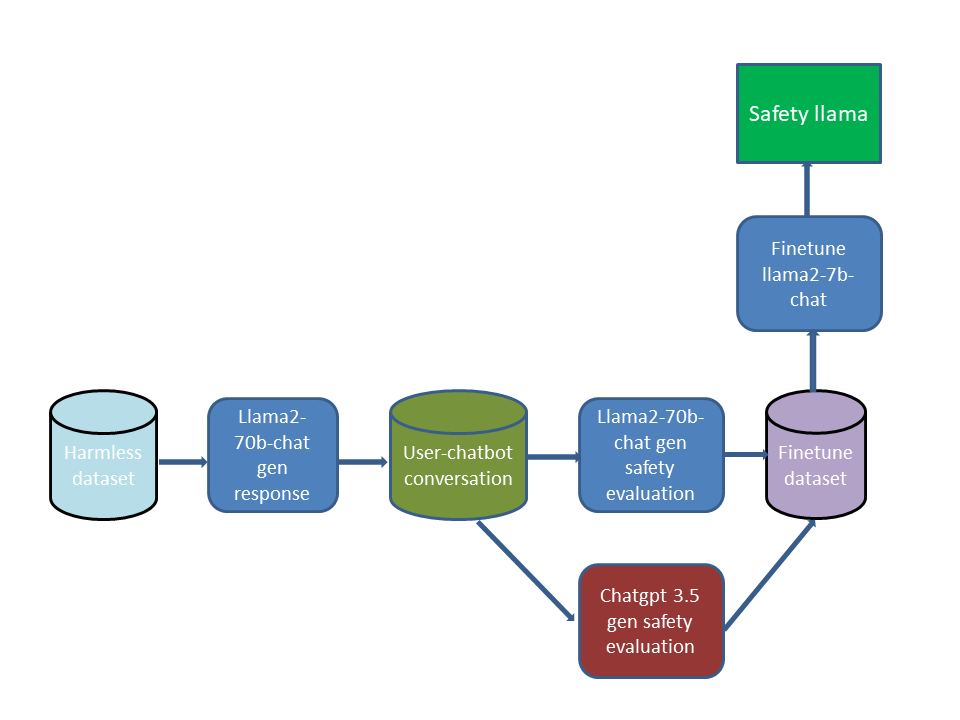 Safety llama
Finetune
llama2-7b-
chat
Harmless
dataset
Llama2-
70b-chat
gen
response
User-chatbot
conversation
Llama2-70b-
chat gen
safety
evaluation
Finetune
dataset
Chatgpt 3.5
gen safety
evaluation